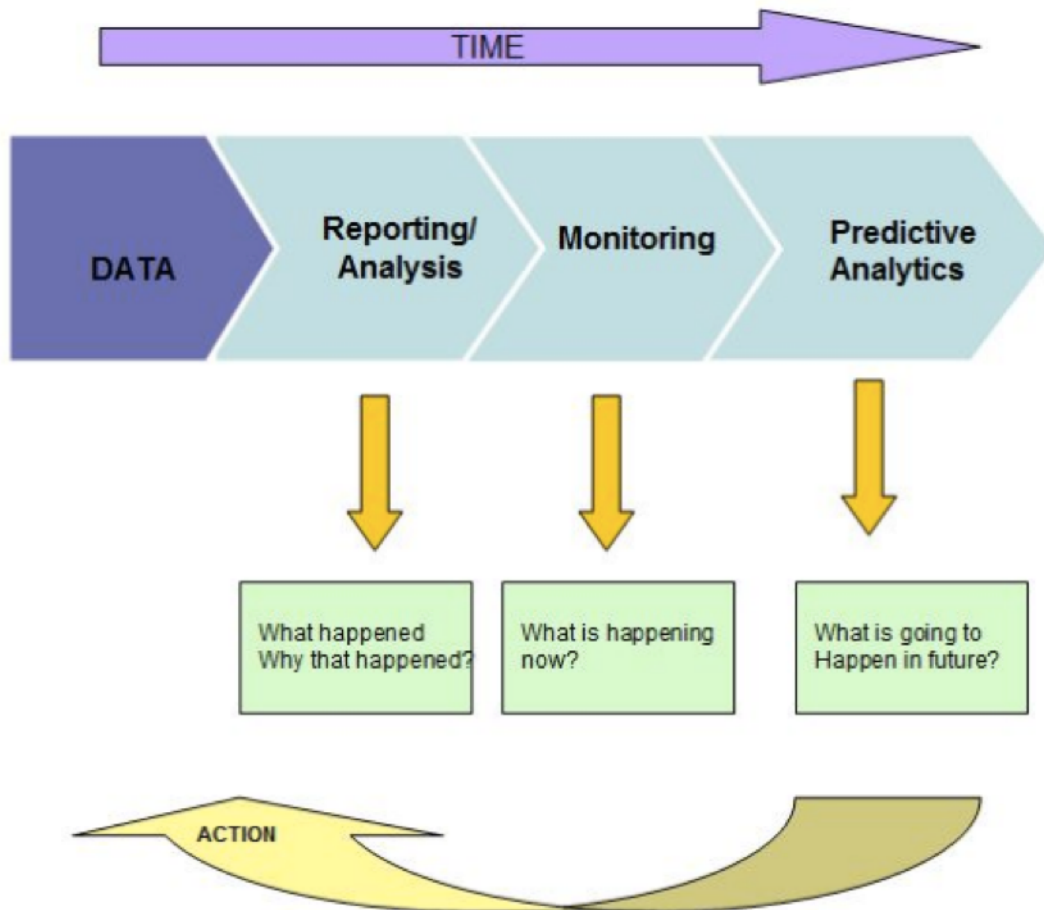 TIME
DATA
Reporting/
Analysis
Monitoring
Predictive
Analytics
What happened
Why that happened?
What is happening
now?
What is going to
Happen in future?
ACTION